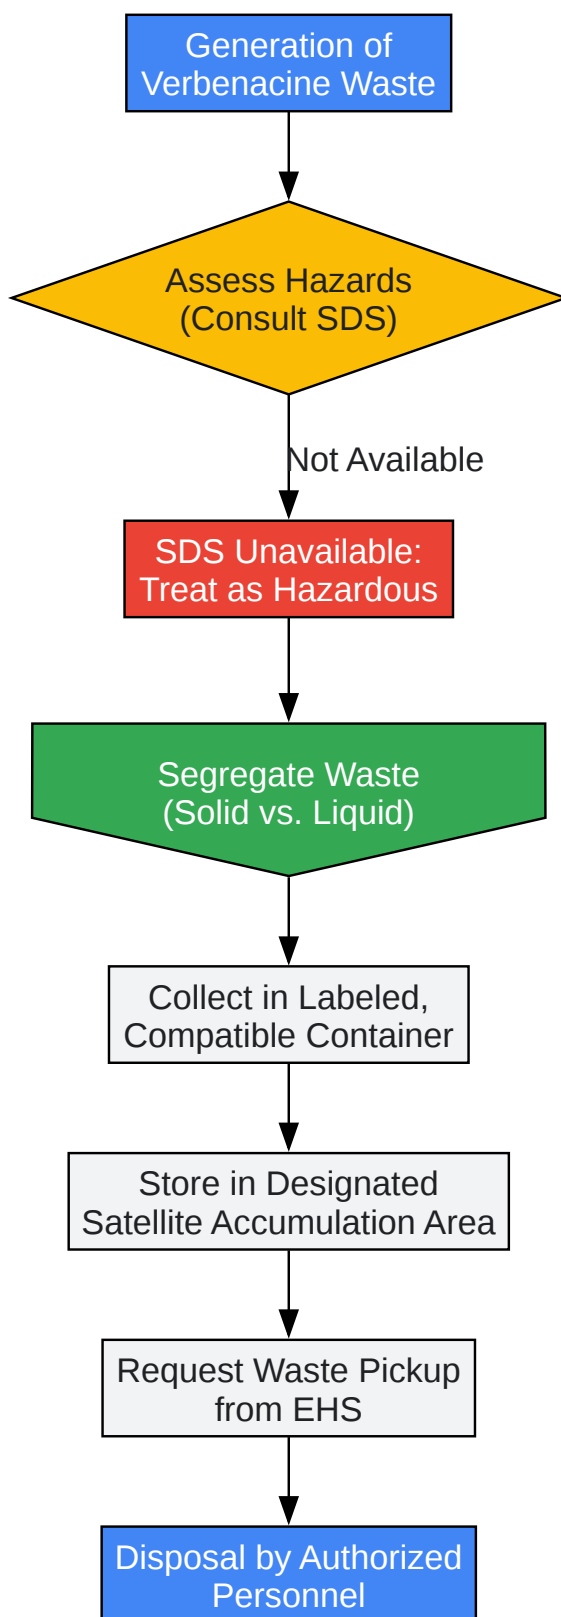 Generation of
Verbenacine Waste
Assess Hazards
(Consult SDS)
Not Available
SDS Unavailable:
Treat as Hazardous
Segregate Waste
(Solid vs. Liquid)
Collect in Labeled,
Compatible Container
Store in Designated
Satellite Accumulation Area
Request Waste Pickup
from EHS
Disposal by Authorized
Personnel